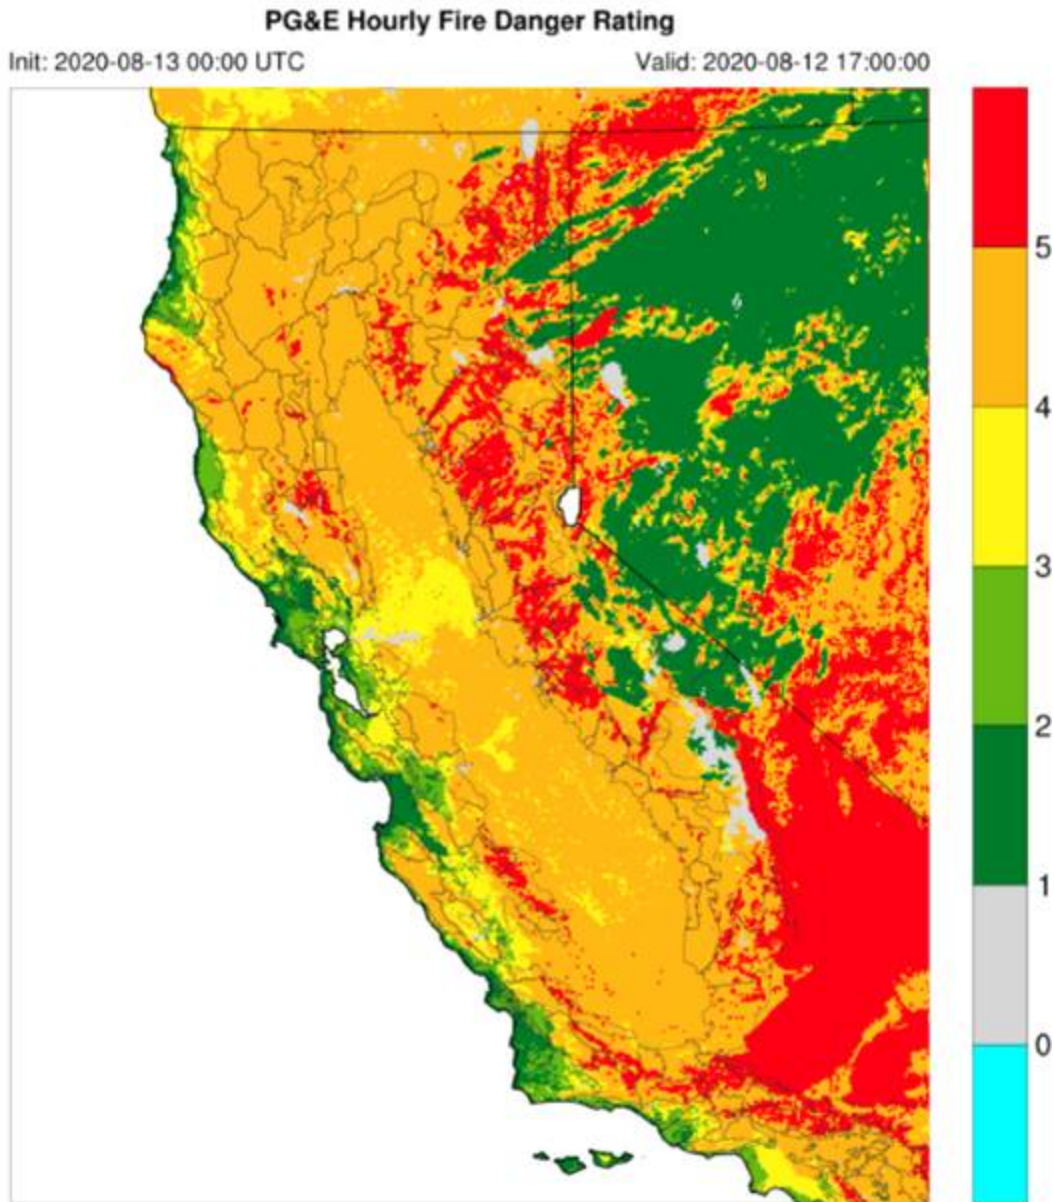 PG&E Hourly Fire Danger Rating
Init: 2020-08-13 00:00 UTC
Valid: 2020-08-12 17:00:00
5
4
3
2
1
0